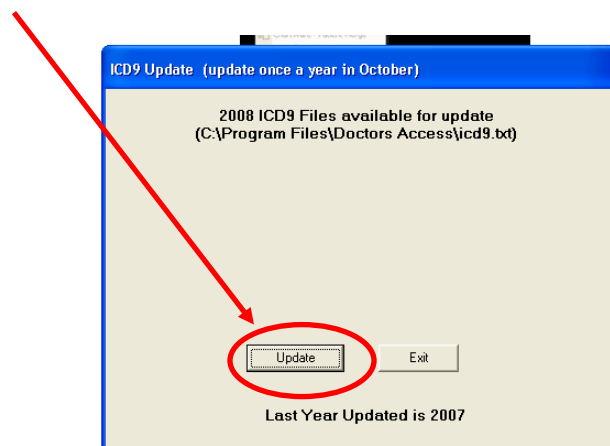 ICD9 Update (update once a year in October)
2008 ICD9 Files available for update
(C:\Program Files\Doctors Access\icd9.txt)
Update
Exit
Last Year Updated is 2007